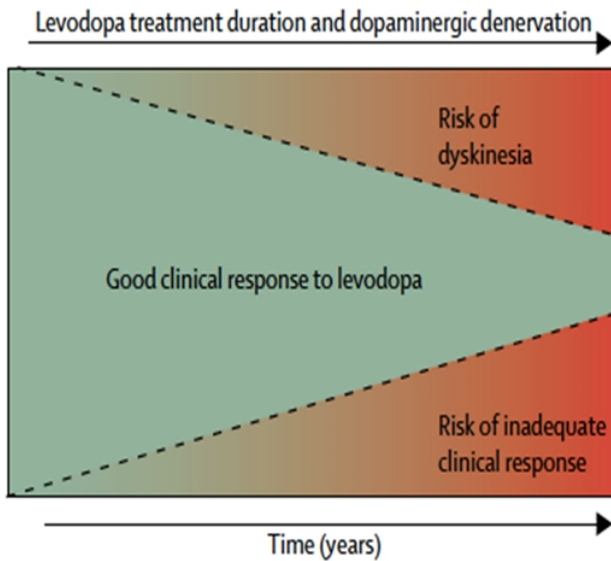 Levodopa treatment duration and dopaminergic denervation
Risk of
dyskinesia
Good clinical response to levodopa
Risk of inadequate
clinical response
Time (years)